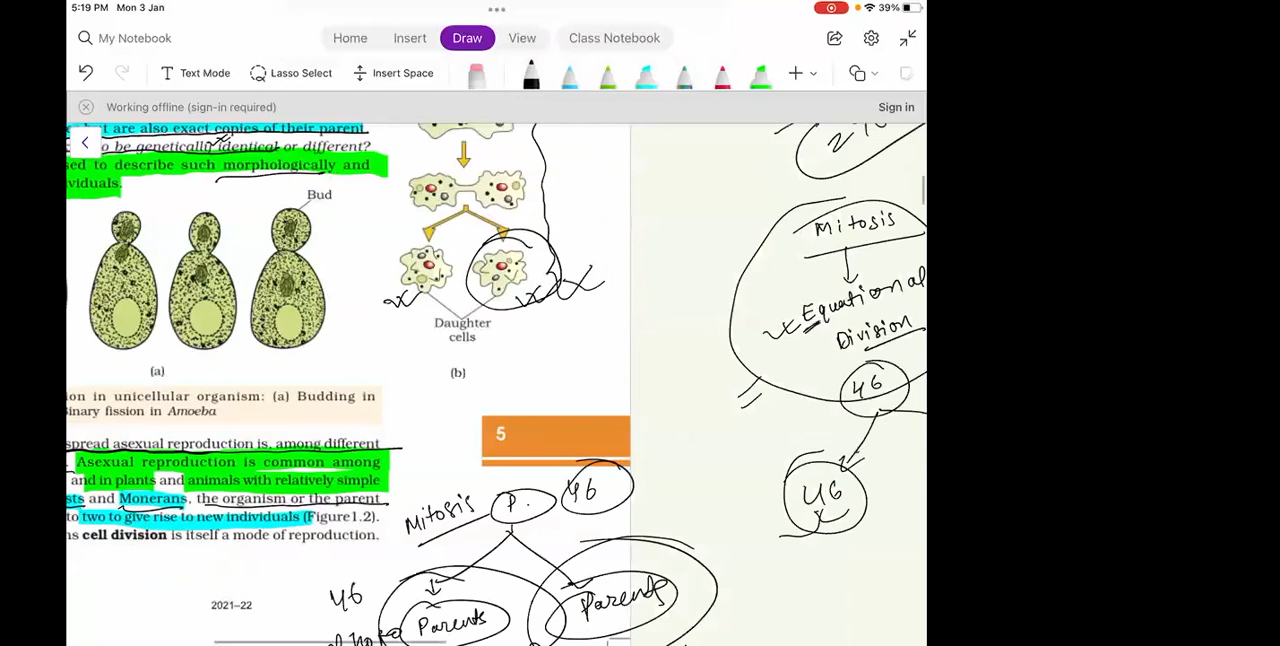 5:19 PM Mon 3 Jan
39%
My Notebook
Home Insert Draw View Class Notebook
Text Mode Lasso Select Insert Space
Working offline (sign-in required) Sign in
but are also exact copies of their parent
to be genetically identical or different?
sed to describe such morphologically and
viduals.
Bud
(a)
Daughter
cells
(b)
ion in unicellular organism: (a) Budding in
inary fission in Amoeba
spread asexual reproduction is, among different
Asexual reproduction is common among
and in plants and animals with relatively simple
sts and Monerans, the organism or the parent
to two to give rise to new individuals (Figure1.2).
ns cell division is itself a mode of reproduction.
5
2021–22
Mitosis P. 46
46
Parents Parents
Mitosis
Equational
Division
46
46